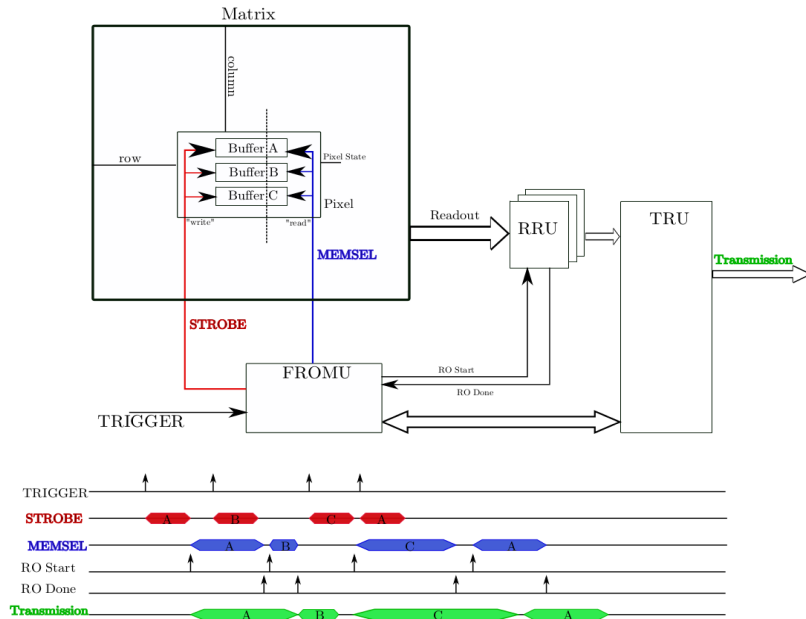 Matrix
column
row
Buffer A
Buffer B
Buffer C
Pixel State
Pixel
"write"
"read"
MEMSEL
STROBE
Readout
RRU
TRU
Transmission
FROMU
RO Start
RO Done
TRIGGER
TRIGGER
STROBE A B C A
MEMSEL A B C A
RO Start
RO Done
Transmission A B C A